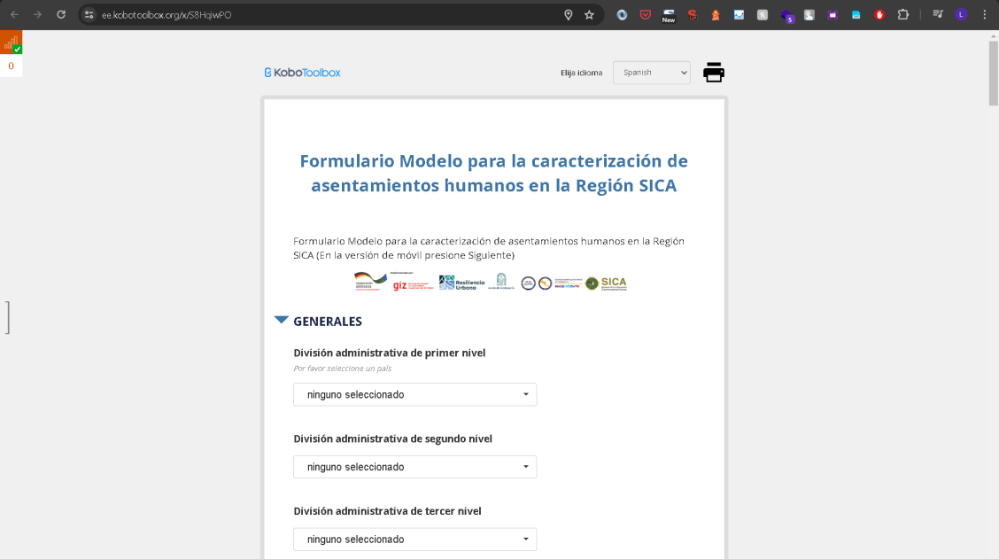 ee.kobotoolbox.org/x/S8HqiwPO
New
5
L
0
KoboToolbox
Elija idioma
Spanish
Formulario Modelo para la caracterización de
asentamientos humanos en la Región SICA
Formulario Modelo para la caracterización de asentamientos humanos en la Región
SICA (En la versión de móvil presione Siguiente)
giz
Resiliencia
Urbana
SICA
GENERALES
División administrativa de primer nivel
Por favor seleccione un país
ninguno seleccionado
División administrativa de segundo nivel
ninguno seleccionado
División administrativa de tercer nivel
ninguno seleccionado